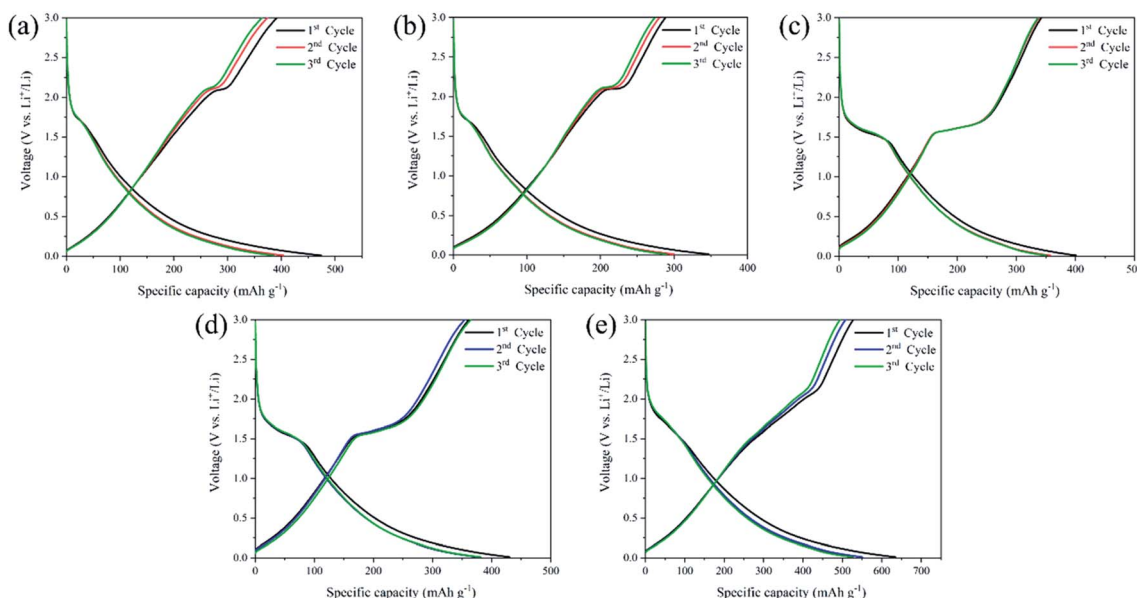 (a)
3.0
2.5
2.0
1.5
1.0
0.5
0.0
Voltage (V vs. Li⁺/Li)
1st Cycle
2nd Cycle
3rd Cycle
0 100 200 300 400 500
Specific capacity (mAh g⁻¹)
(b)
3.0
2.5
2.0
1.5
1.0
0.5
0.0
Voltage (V vs. Li⁺/Li)
1st Cycle
2nd Cycle
3rd Cycle
0 100 200 300 400
Specific capacity (mAh g⁻¹)
(c)
3.0
2.5
2.0
1.5
1.0
0.5
0.0
Voltage (V vs. Li⁺/Li)
1st Cycle
2nd Cycle
3rd Cycle
0 100 200 300 400
Specific capacity (mAh g⁻¹)
(d)
3.0
2.5
2.0
1.5
1.0
0.5
0.0
Voltage (V vs. Li⁺/Li)
1st Cycle
2nd Cycle
3rd Cycle
0 100 200 300 400 500
Specific capacity (mAh g⁻¹)
(e)
3.0
2.5
2.0
1.5
1.0
0.5
0.0
Voltage (V vs. Li⁺/Li)
1st Cycle
2nd Cycle
3rd Cycle
0 100 200 300 400 500 600 700
Specific capacity (mAh g⁻¹)